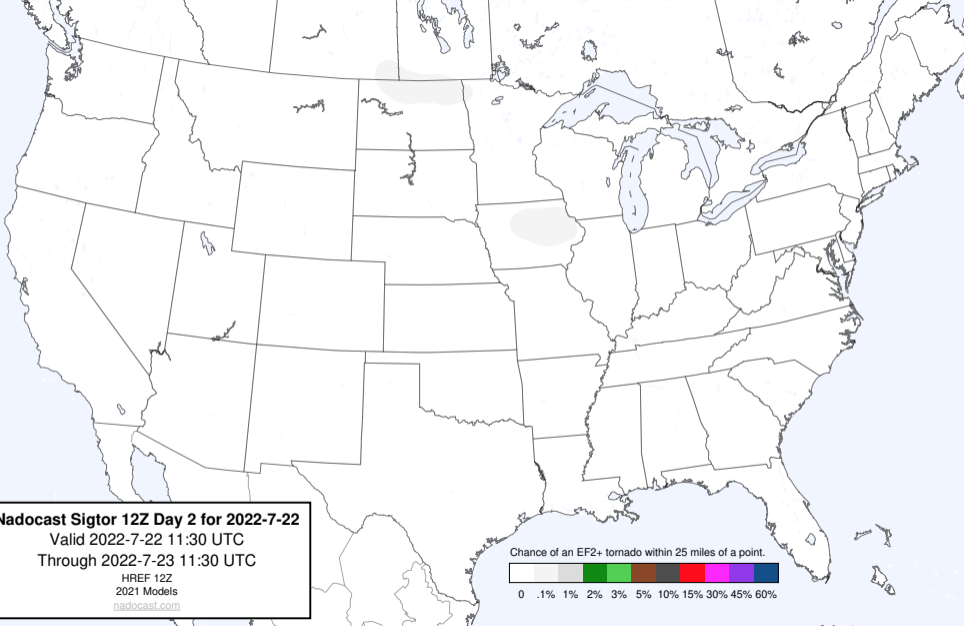 Nadocast Sigtor 12Z Day 2 for 2022-7-22
Valid 2022-7-22 11:30 UTC
Through 2022-7-23 11:30 UTC
HREF 12Z
2021 Models
nadocast.com
Chance of an EF2+ tornado within 25 miles of a point.
0 .1% 1% 2% 3% 5% 10% 15% 30% 45% 60%